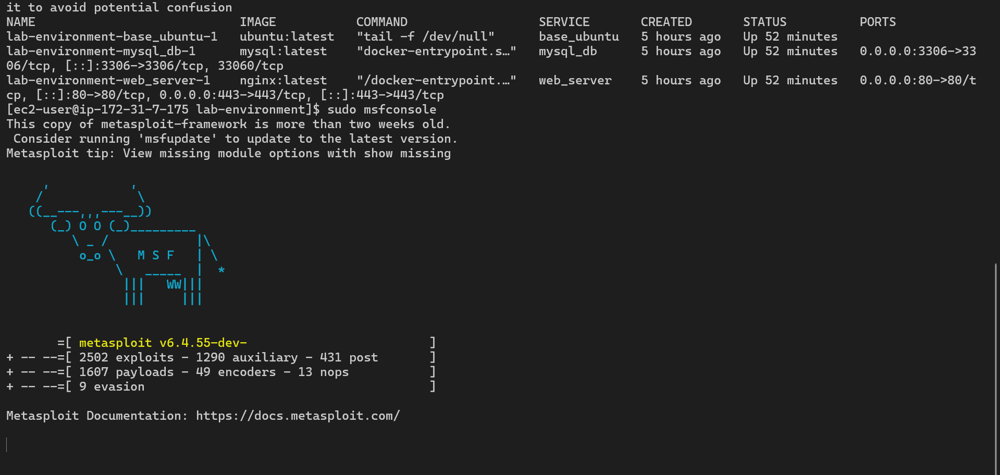 it to avoid potential confusion
NAME                            IMAGE           COMMAND                  SERVICE       CREATED       STATUS          PORTS
lab-environment-base_ubuntu-1   ubuntu:latest   "tail -f /dev/null"      base_ubuntu   5 hours ago   Up 52 minutes
lab-environment-mysql_db-1      mysql:latest    "docker-entrypoint.s…"   mysql_db      5 hours ago   Up 52 minutes   0.0.0.0:3306->33
06/tcp, [::]:3306->3306/tcp, 33060/tcp
lab-environment-web_server-1    nginx:latest    "/docker-entrypoint.…"   web_server    5 hours ago   Up 52 minutes   0.0.0.0:80->80/t
cp, [::]:80->80/tcp, 0.0.0.0:443->443/tcp, [::]:443->443/tcp
[ec2-user@ip-172-31-7-175 lab-environment]$ sudo msfconsole
This copy of metasploit-framework is more than two weeks old.
 Consider running 'msfupdate' to update to the latest version.
Metasploit tip: View missing module options with show missing
     ,           ,
    /             \
   ((__---,,,---__))
      (_) O O (_)_________
         \ _ /            |\
          o_o \   M S F   | \
               \   _____  |  *
                |||   WW|||
                |||     |||
       =[ metasploit v6.4.55-dev-                         ]
+ -- --=[ 2502 exploits - 1290 auxiliary - 431 post       ]
+ -- --=[ 1607 payloads - 49 encoders - 13 nops           ]
+ -- --=[ 9 evasion                                       ]
Metasploit Documentation: https://docs.metasploit.com/